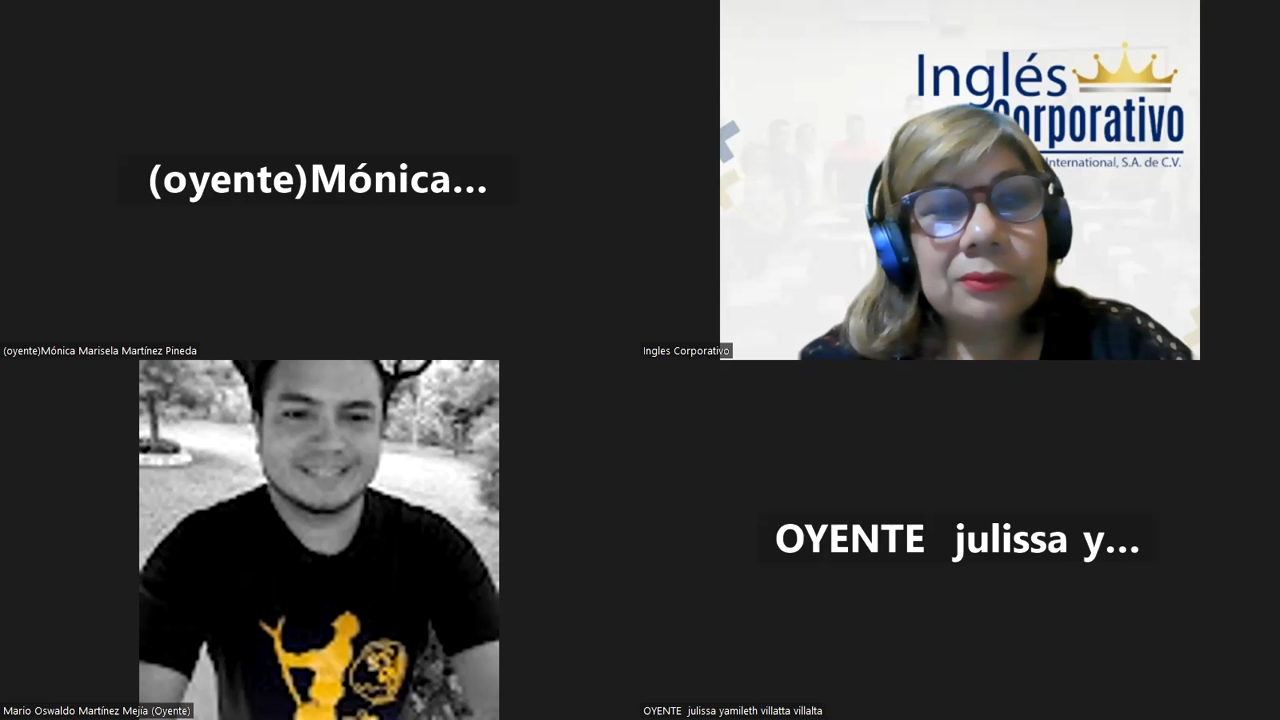 (oyente)Mónica...
(oyente)Mónica Marisela Martínez Pineda
Inglés
Corporativo
International, S.A. de C.V.
Ingles Corporativo
Mario Oswaldo Martínez Mejía (Oyente)
OYENTE julissa y...
OYENTE julissa yamileth villatta villalta